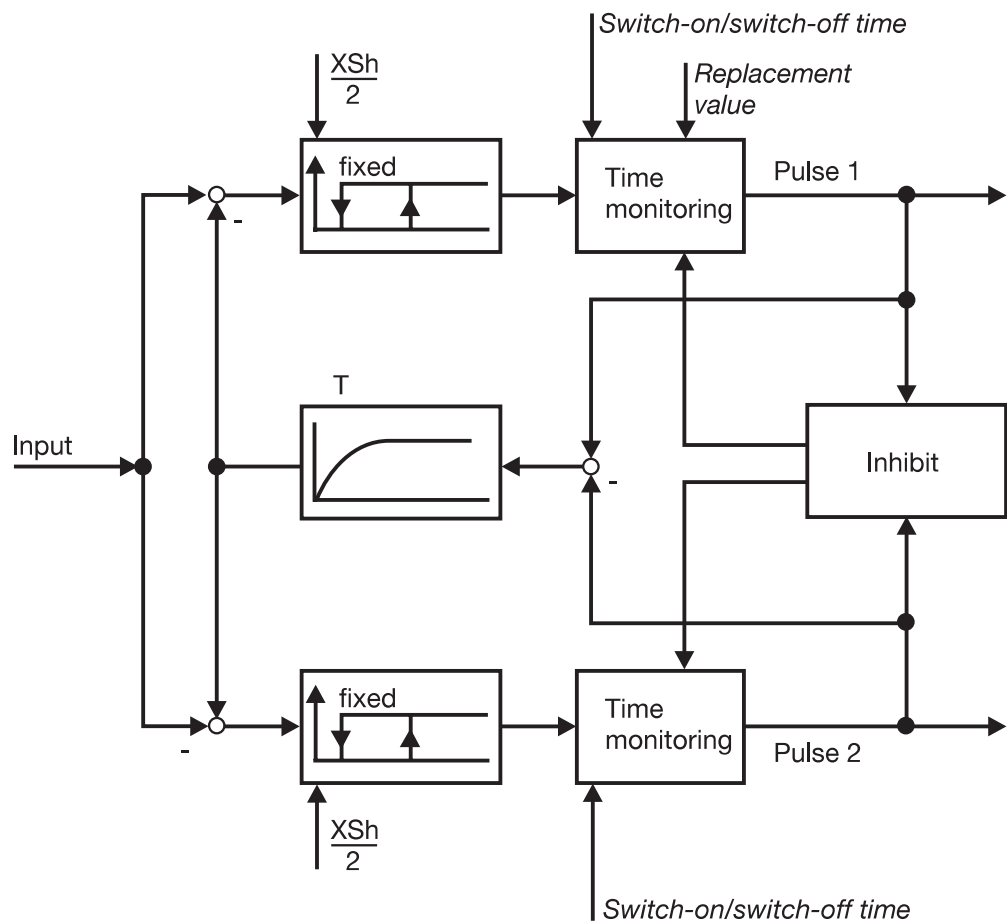 Switch-on/switch-off time
XSh
2
Replacement
value
fixed
Time
monitoring
Pulse 1
-
T
Input
-
Inhibit
fixed
Time
monitoring
-
Pulse 2
XSh
2
Switch-on/switch-off time